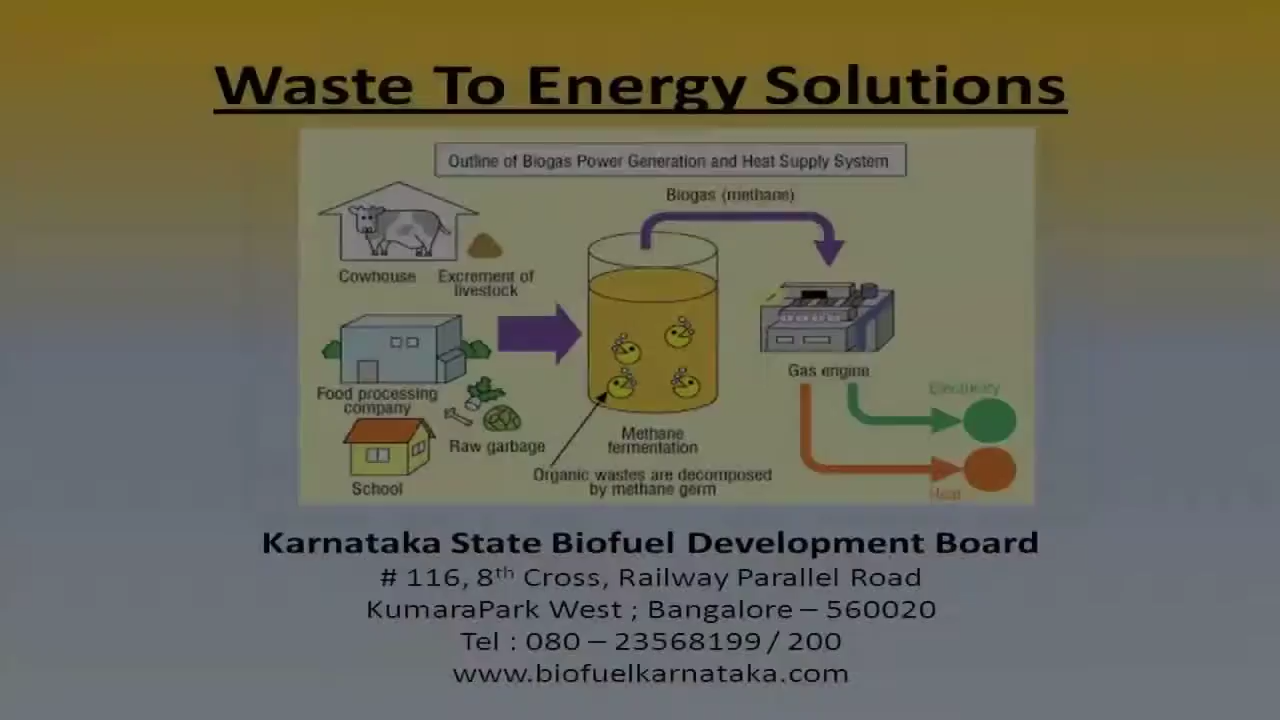 Waste To Energy Solutions
Outline of Biogas Power Generation and Heat Supply System
Biogas (methane)
Cowhouse
Excrement of
livestock
Food processing
company
Raw garbage
School
Methane
fermentation
Organic wastes are decomposed
by methane germ
Gas engine
Electricity
Heat
Karnataka State Biofuel Development Board
# 116, 8th Cross, Railway Parallel Road
KumaraPark West ; Bangalore – 560020
Tel : 080 – 23568199 / 200
www.biofuelkarnataka.com